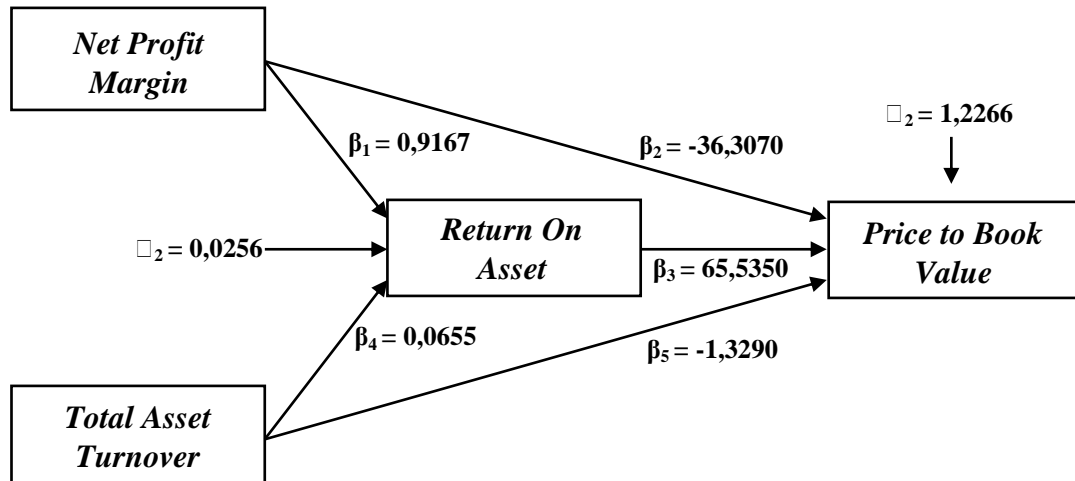 Net Profit
Margin
□₂ = 1,2266
β₁ = 0,9167
β₂ = -36,3070
Return On
Asset
Price to Book
Value
□₂ = 0,0256
β₃ = 65,5350
β₄ = 0,0655
β₅ = -1,3290
Total Asset
Turnover